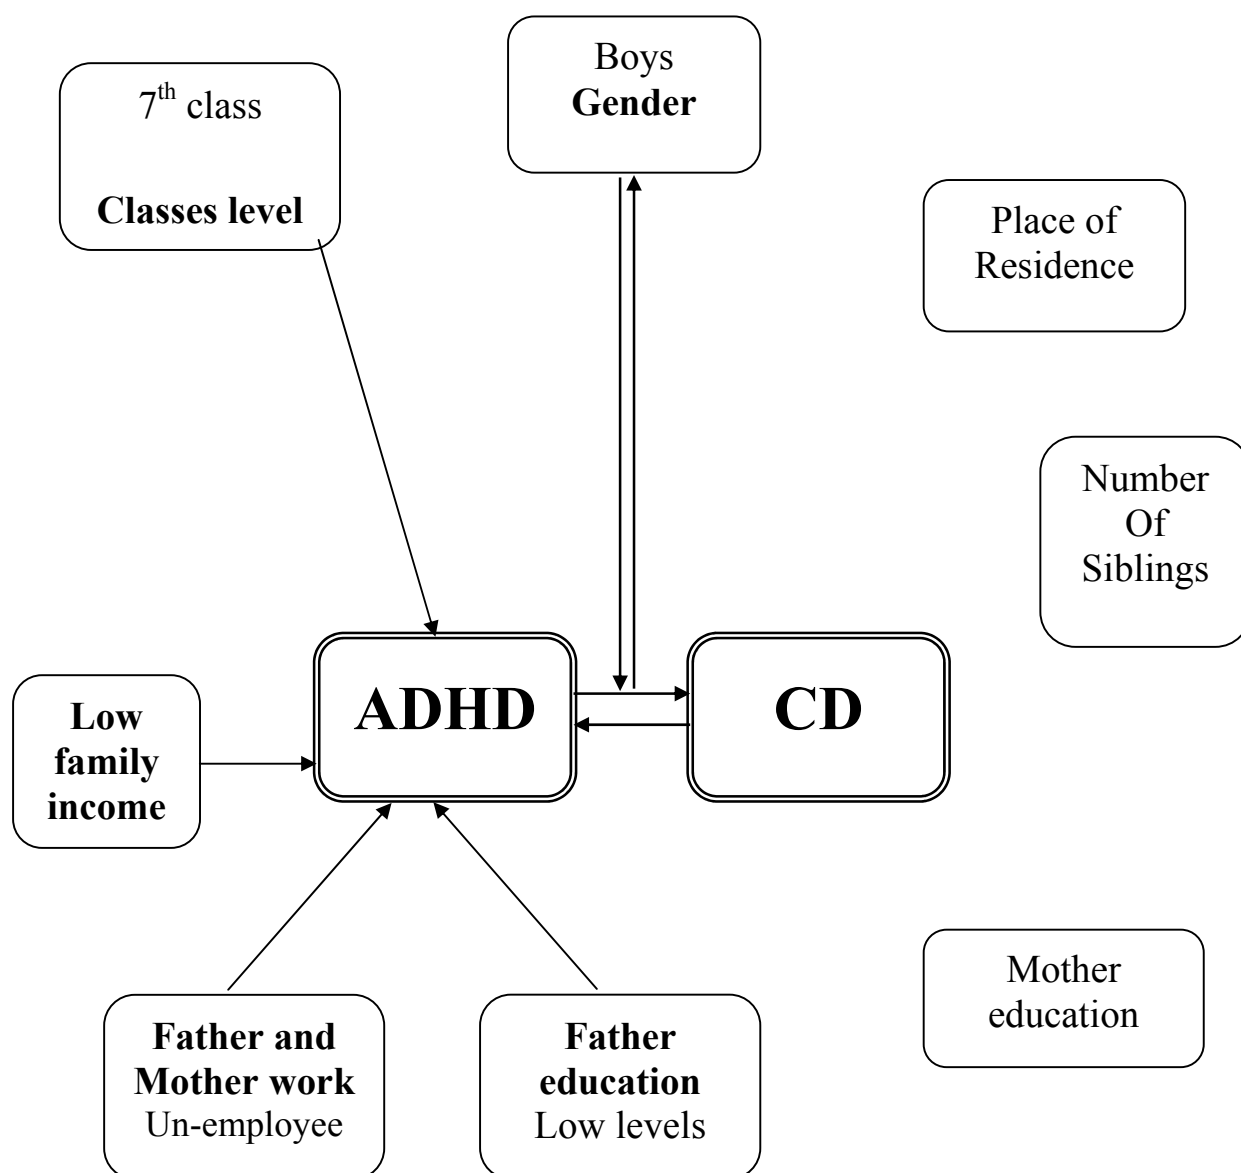 Boys
Gender
7th class
Classes level
Place of
Residence
Number
Of
Siblings
ADHD
CD
Low
family
income
Mother
education
Father and
Mother work
Un-employee
Father
education
Low levels